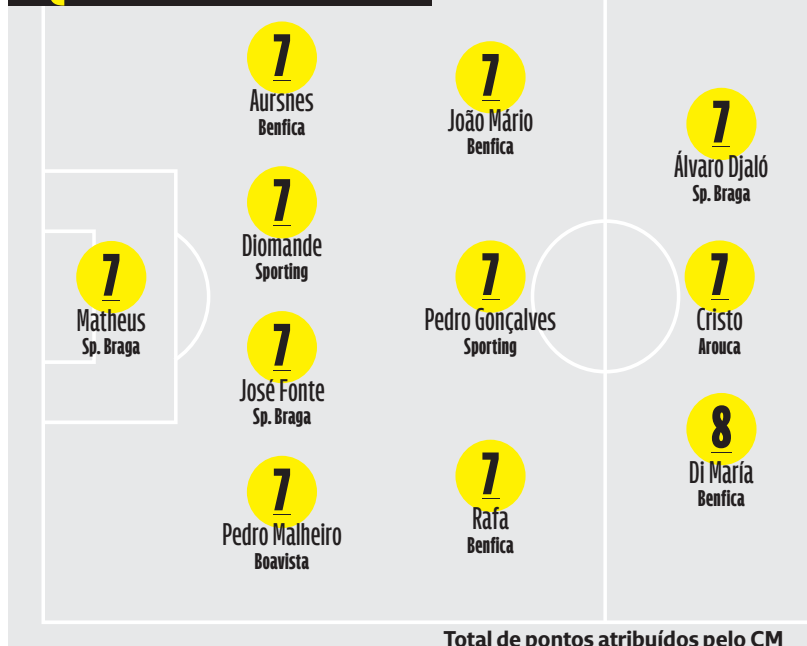 7
Aursnes
Benfica
7
João Mário
Benfica
7
Álvaro Djaló
Sp. Braga
7
Diomande
Sporting
7
Matheus
Sp. Braga
7
Pedro Gonçalves
Sporting
7
Cristo
Arouca
7
José Fonte
Sp. Braga
8
Di María
Benfica
7
Pedro Malheiro
Boavista
7
Rafa
Benfica
Total de pontos atribuídos pelo CM